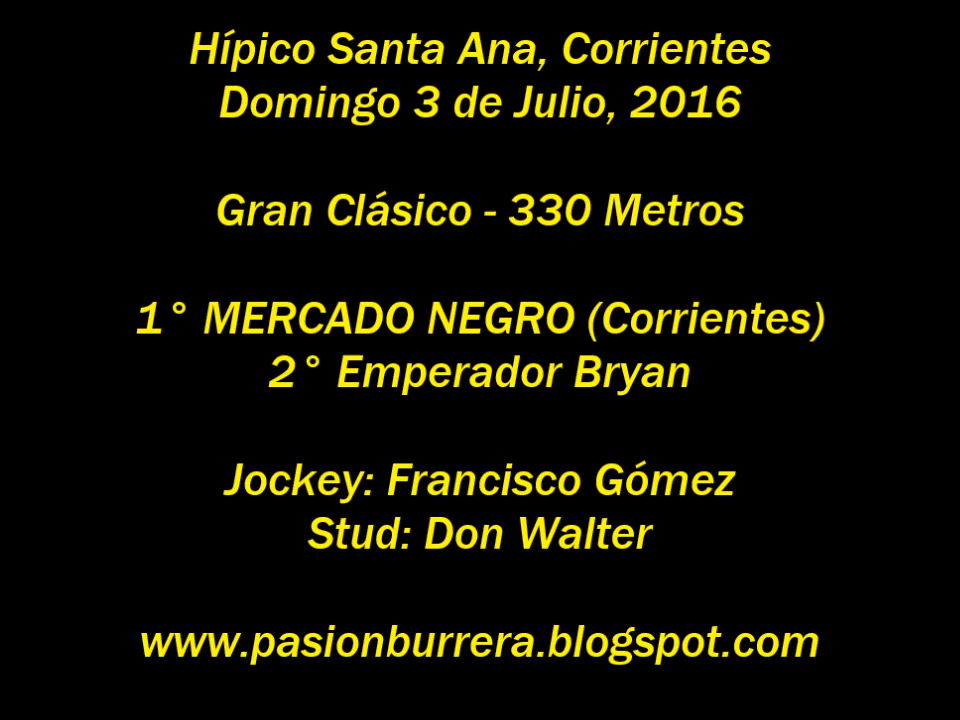 Hípico Santa Ana, Corrientes
Domingo 3 de Julio, 2016
Gran Clásico - 330 Metros
1° MERCADO NEGRO (Corrientes)
2° Emperador Bryan
Jockey: Francisco Gómez
Stud: Don Walter
www.pasionburrera.blogspot.com